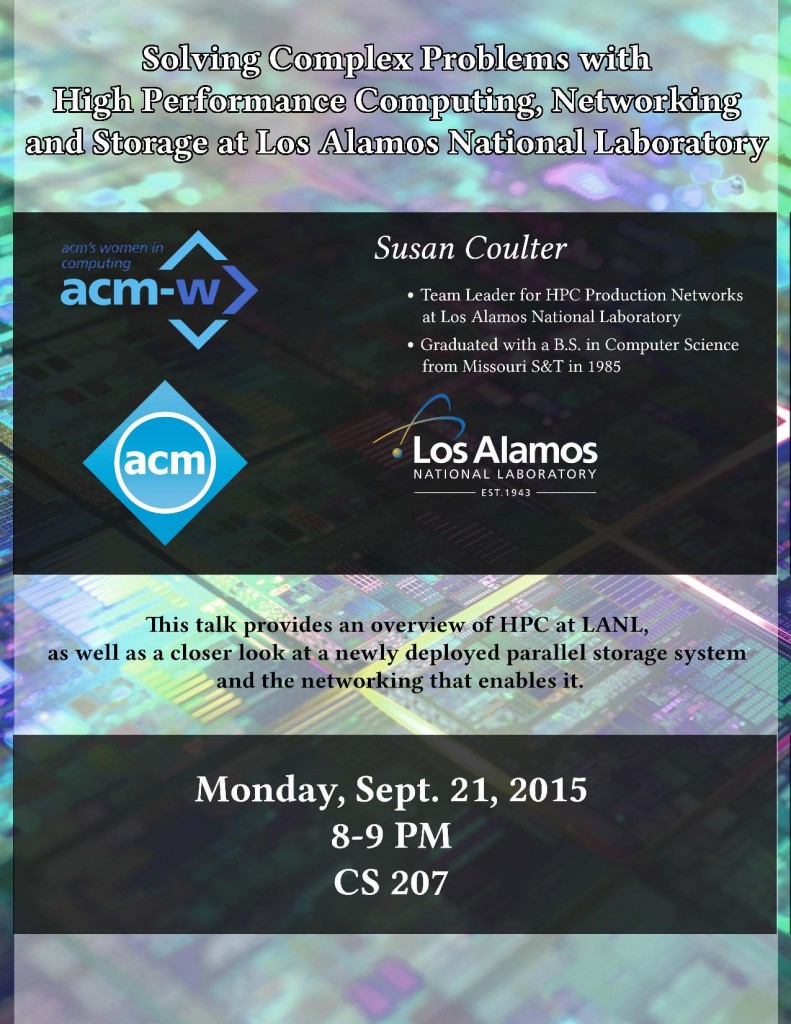 Solving Complex Problems with
High Performance Computing, Networking
and Storage at Los Alamos National Laboratory
acm's women in
computing
acm-w
acm
Susan Coulter
• Team Leader for HPC Production Networks
at Los Alamos National Laboratory
• Graduated with a B.S. in Computer Science
from Missouri S&T in 1985
Los Alamos
NATIONAL LABORATORY
EST.1943
This talk provides an overview of HPC at LANL,
as well as a closer look at a newly deployed parallel storage system
and the networking that enables it.
Monday, Sept. 21, 2015
8-9 PM
CS 207